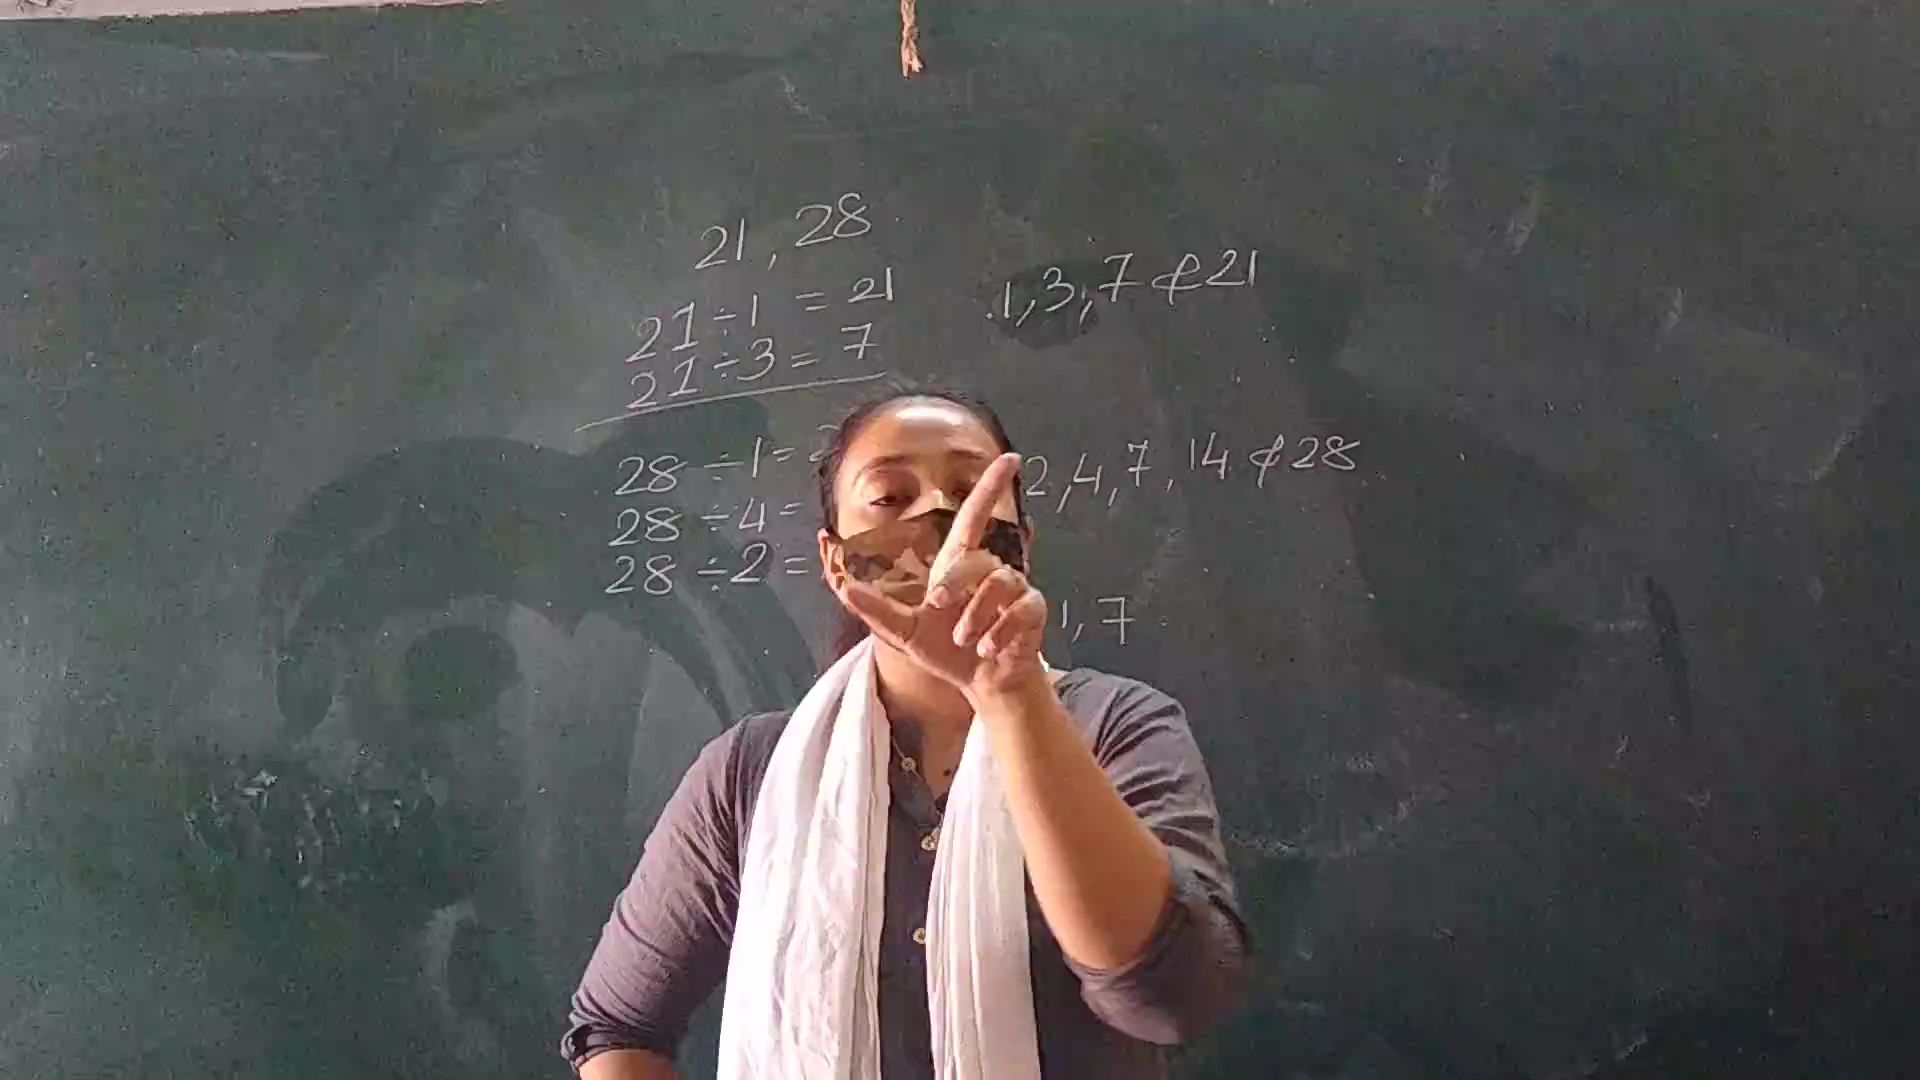 21, 28
21÷1 = 21
21÷3 = 7
1, 3, 7 & 21
28 ÷ 1 =
28 ÷ 4 =
28 ÷ 2 =
2, 4, 7, 14 & 28
1, 7